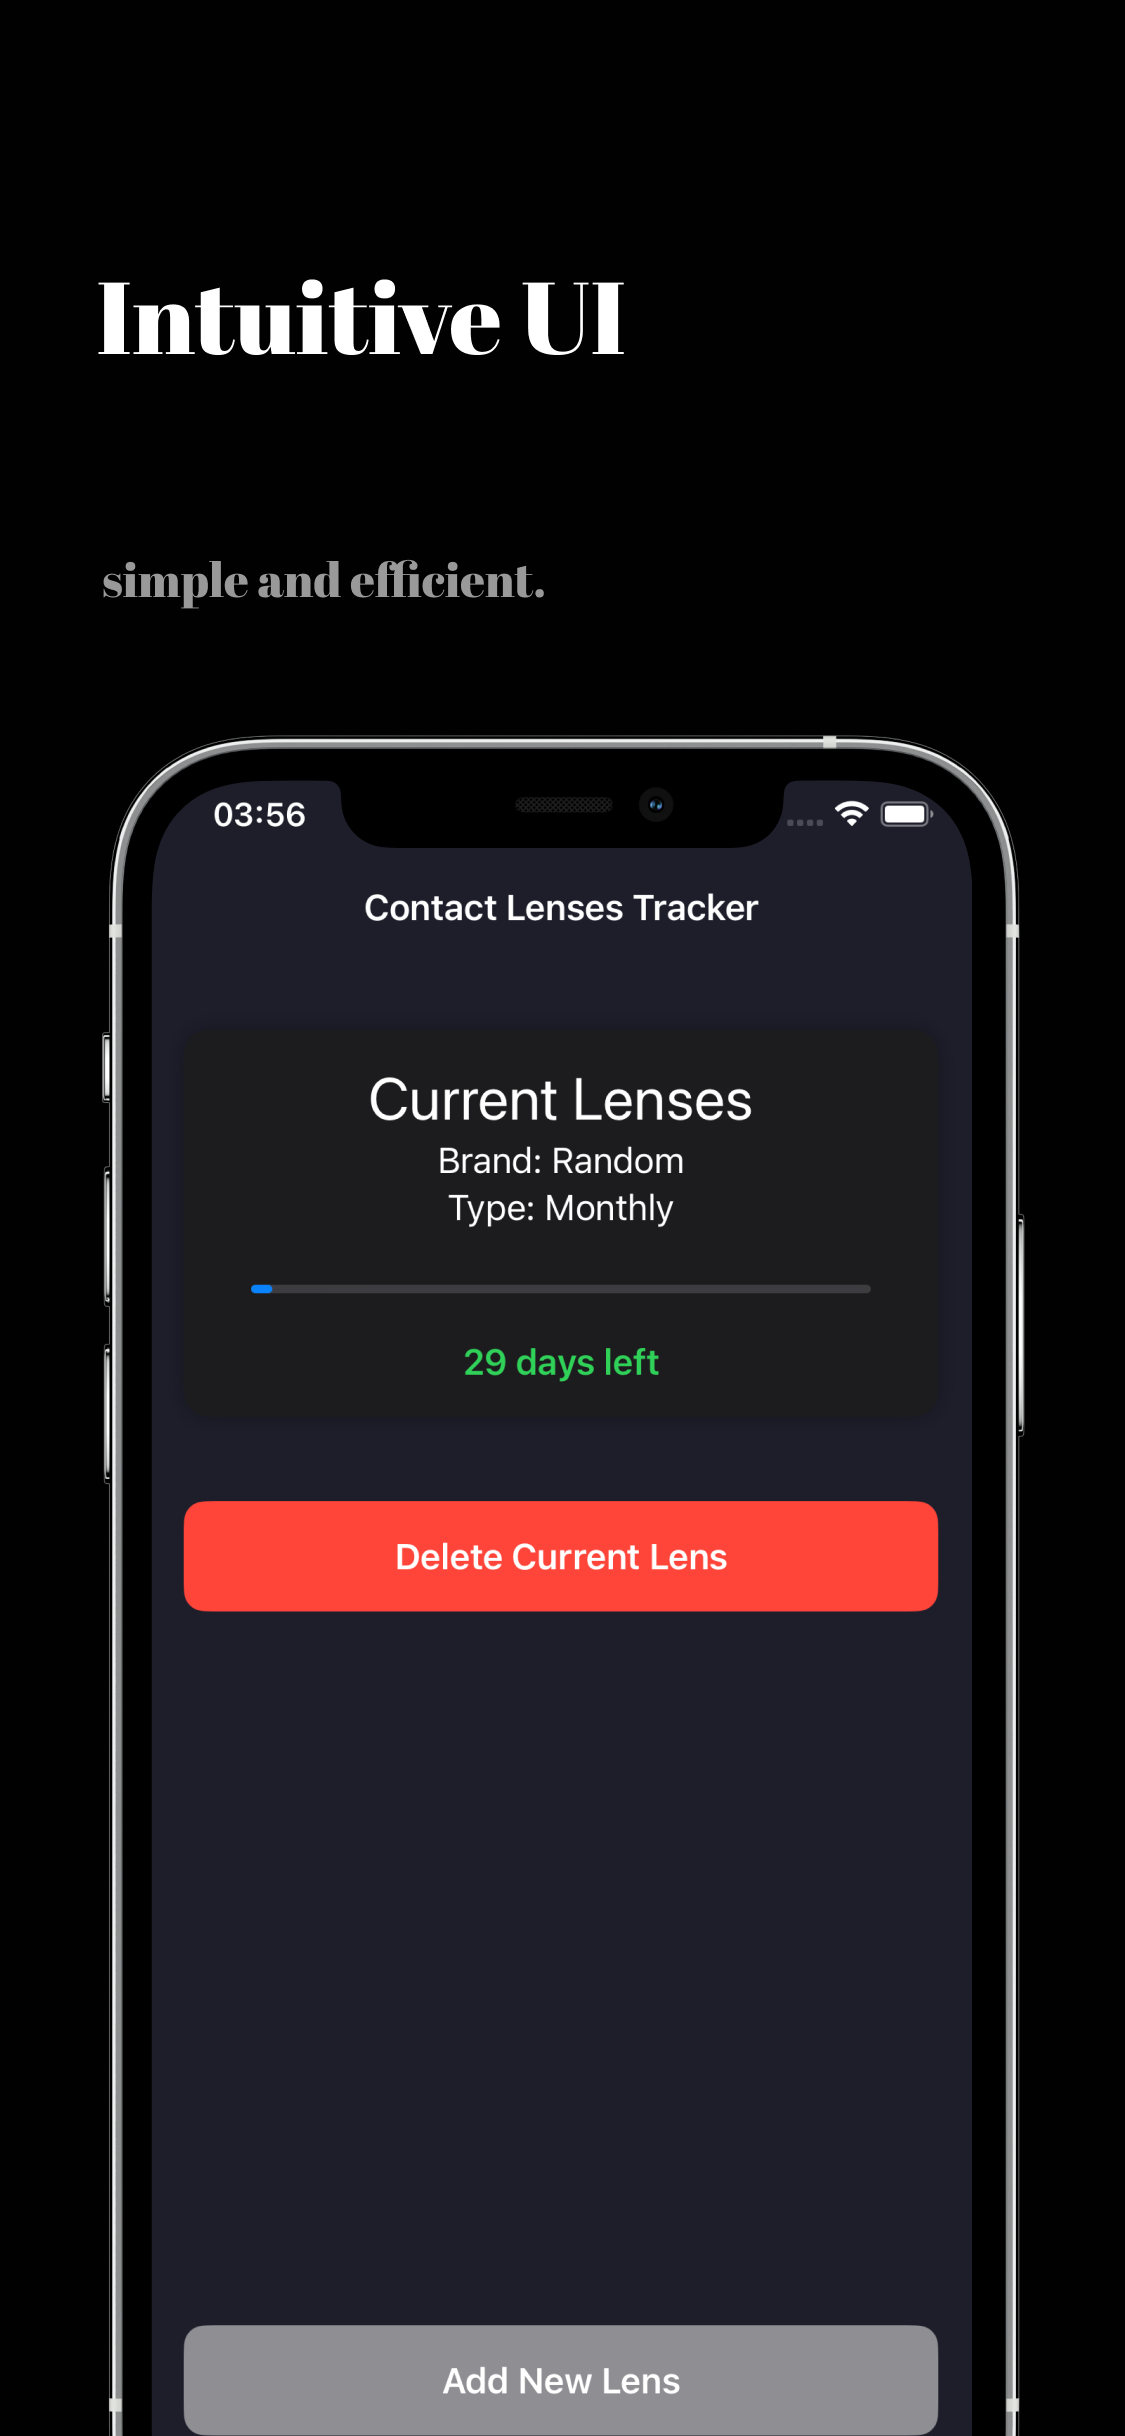 Intuitive UI
simple and efficient.
03:56
Contact Lenses Tracker
Current Lenses
Brand: Random
Type: Monthly
29 days left
Delete Current Lens
Add New Lens